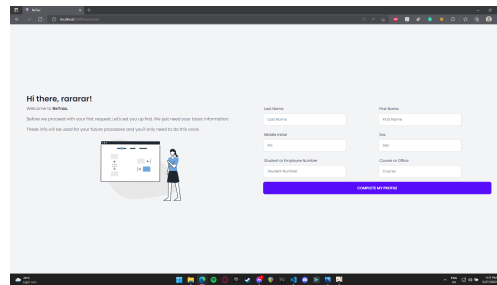 localhost
Hi there, rararar!
Welcome to
Before we proceed with your first request, Let's set you up first. We just need your basic information.
These info will be used for your future processes and you'll only need to do this once.
Last Name
First Name
Last Name
First Name
Middle Initial
Sex
Sex
Student or Employee Number
Course or Office
Student Number
Course
COMPLETE MY PROFILE